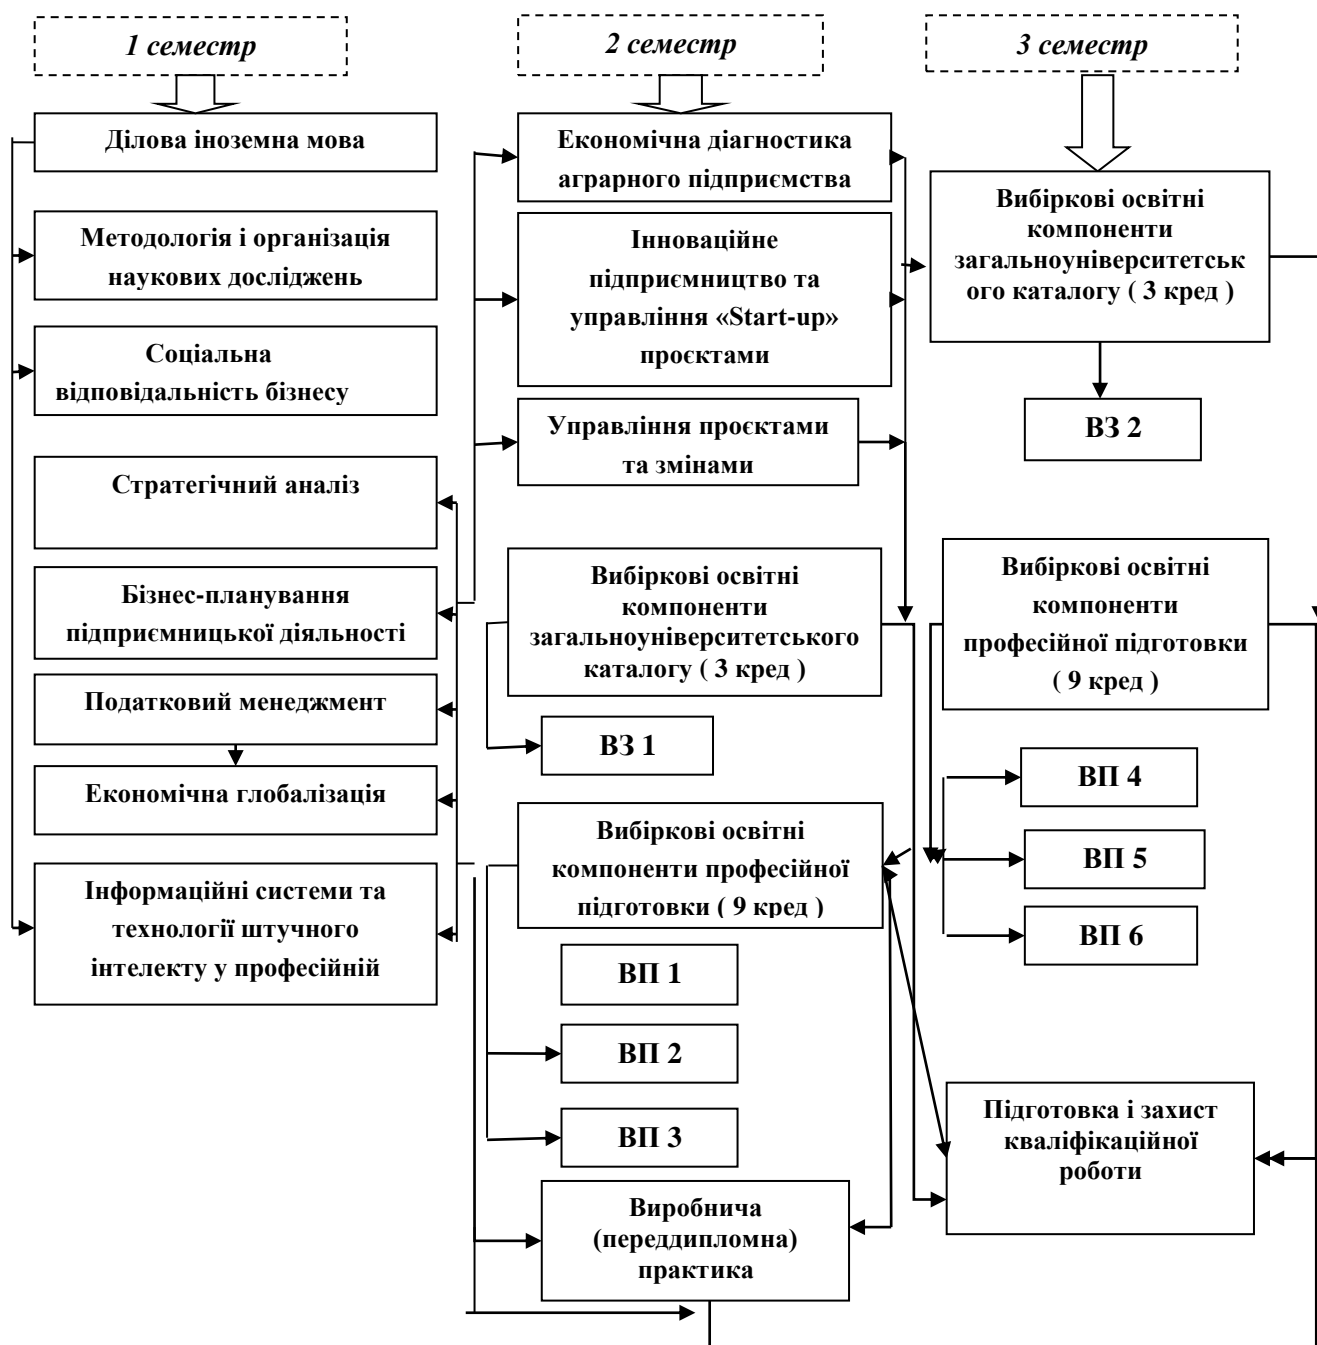 1 семестр
2 семестр
3 семестр
Ділова іноземна мова
Методологія і організація
наукових досліджень
Соціальна
відповідальність бізнесу
Стратегічний аналіз
Бізнес-планування
підприємницької діяльності
Податковий менеджмент
Економічна глобалізація
Інформаційні системи та
технології штучного
інтелекту у професійній
Економічна діагностика
аграрного підприємства
Інноваційне
підприємництво та
управління «Start-up»
проєктами
Управління проєктами
та змінами
Вибіркові освітні
компоненти
загальноуніверситетського
каталогу ( 3 кред )
ВЗ 1
Вибіркові освітні
компоненти професійної
підготовки ( 9 кред )
ВП 1
ВП 2
ВП 3
Виробнича
(переддипломна)
практика
Вибіркові освітні
компоненти
загальноуніверситетськ
ого каталогу ( 3 кред )
ВЗ 2
Вибіркові освітні
компоненти
професійної підготовки
( 9 кред )
ВП 4
ВП 5
ВП 6
Підготовка і захист
кваліфікаційної
роботи